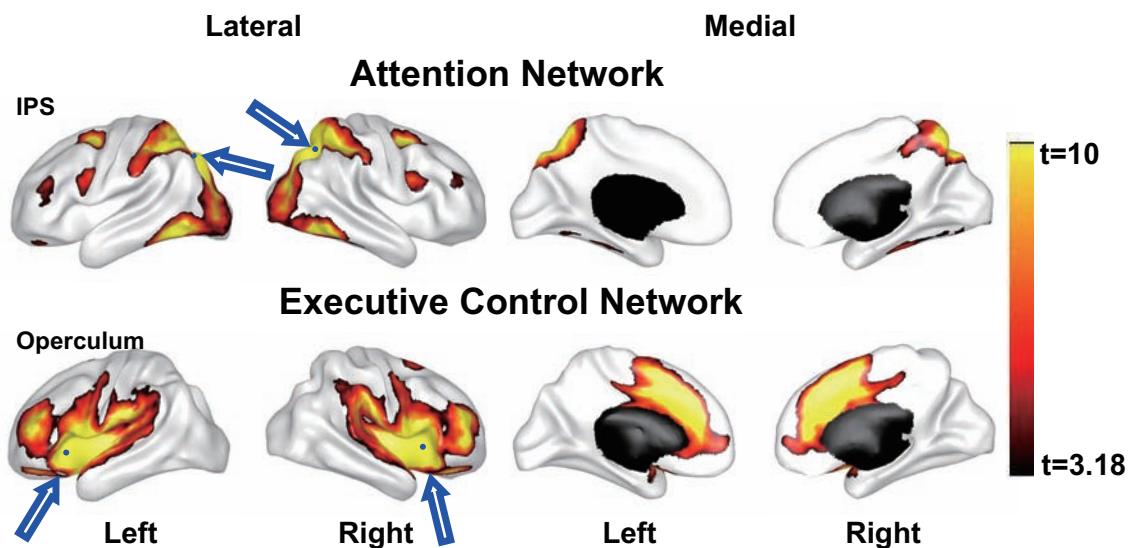 Lateral
Medial
Attention Network
IPS
t=10
Executive Control Network
Operculum
t=3.18
Left
Right
Left
Right